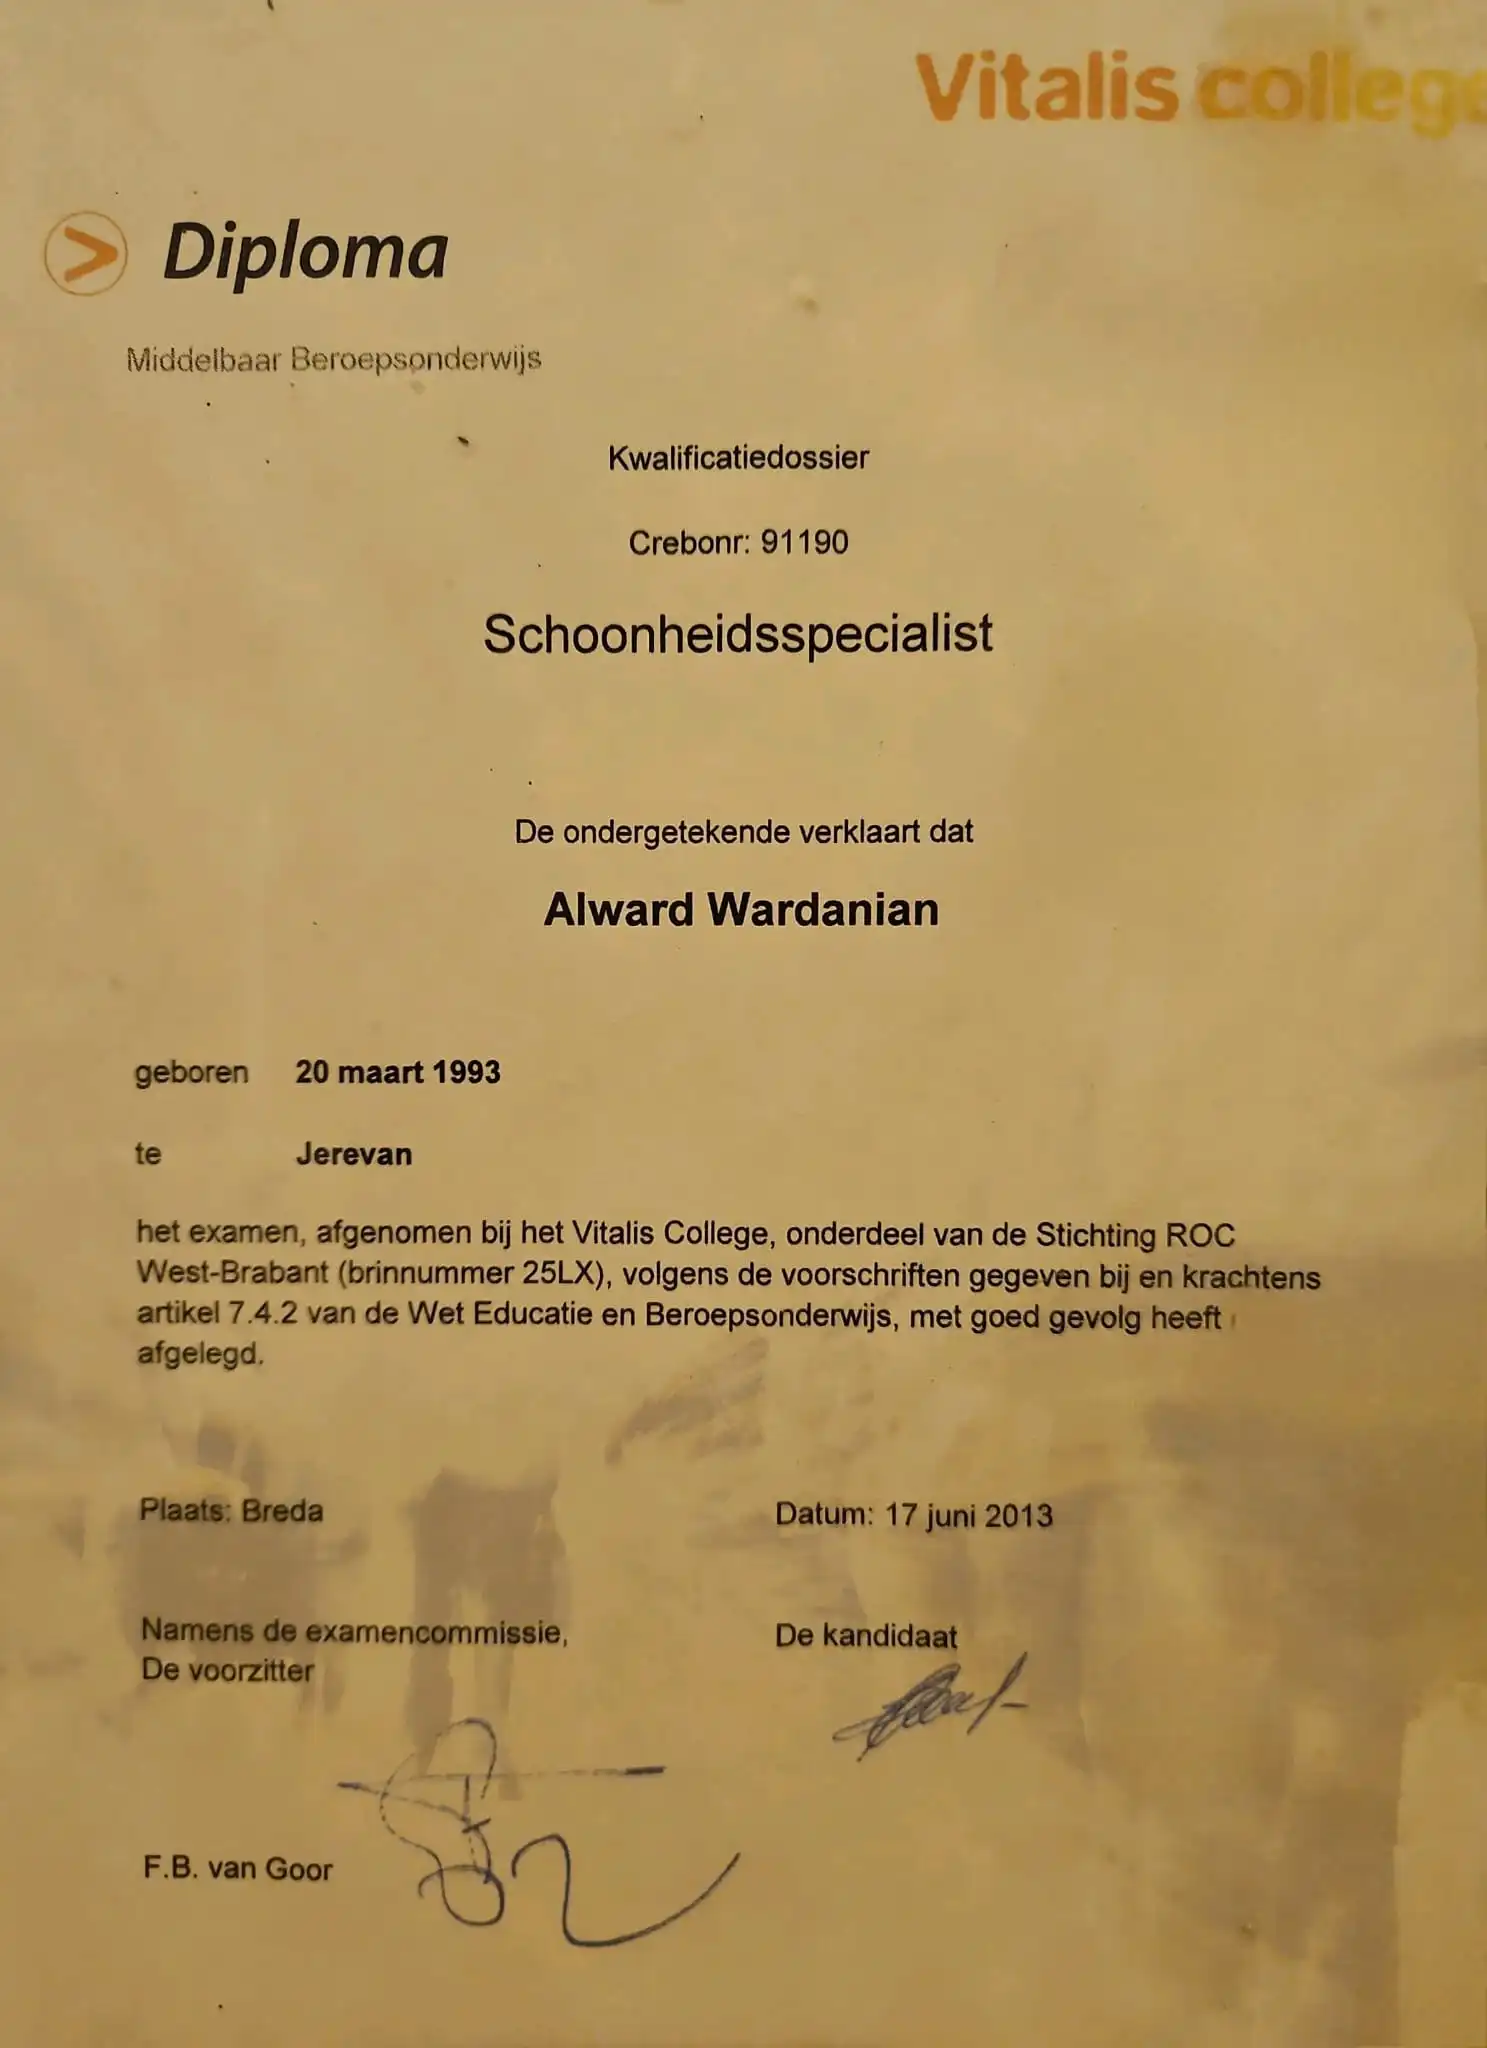 Vitalis college
Diploma
Middelbaar Beroepsonderwijs
Kwalificatiedossier
Crebonr: 91190
Schoonheidsspecialist
De ondergetekende verklaart dat
Alward Wardanian
geboren 20 maart 1993
te Jerevan
het examen, afgenomen bij het Vitalis College, onderdeel van de Stichting ROC
West-Brabant (brinnummer 25LX), volgens de voorschriften gegeven bij en krachtens
artikel 7.4.2 van de Wet Educatie en Beroepsonderwijs, met goed gevolg heeft
afgelegd.
Plaats: Breda Datum: 17 juni 2013
Namens de examencommissie, De kandidaat
De voorzitter
F.B. van Goor